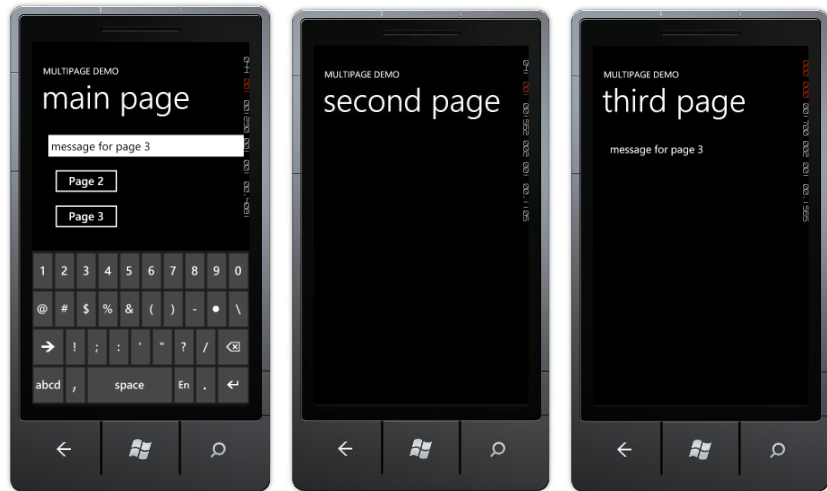 MULTIPAGE DEMO
main page
message for page 3
Page 2
Page 3
1 2 3 4 5 6 7 8 9 0
@ # $ % & ( ) - ● \
→ ! ; : ' " ? /
abcd , space En . ↵
MULTIPAGE DEMO
second page
MULTIPAGE DEMO
third page
message for page 3